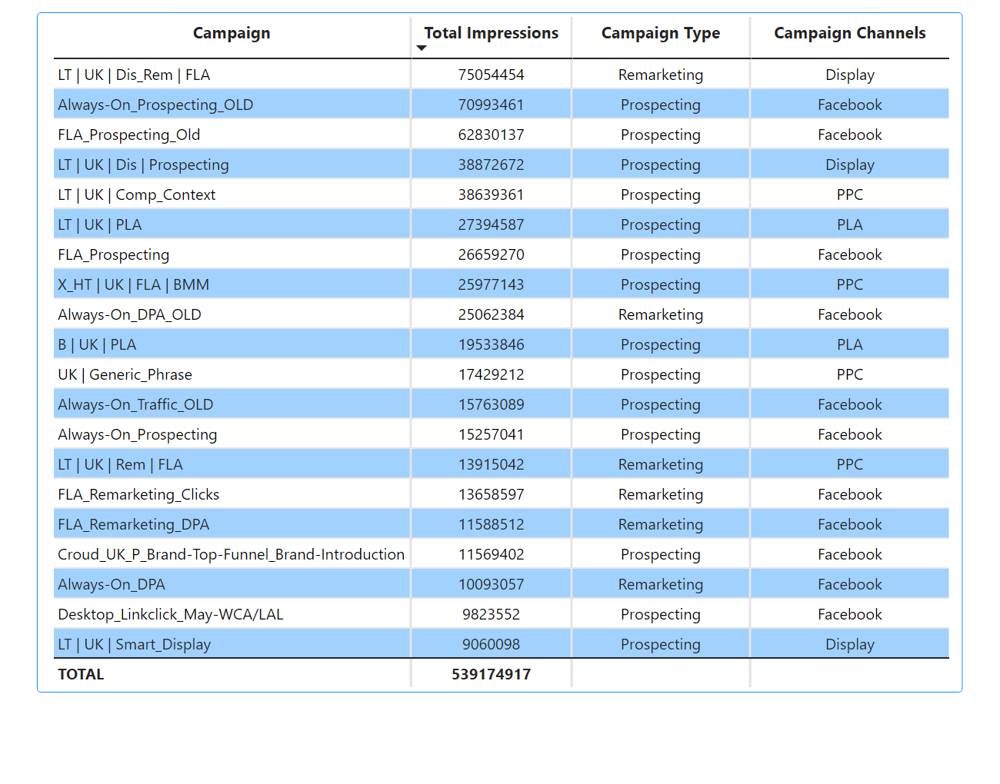 Campaign Total Impressions Campaign Type Campaign Channels
LT | UK | Dis_Rem | FLA 75054454 Remarketing Display
Always-On_Prospecting_OLD 70993461 Prospecting Facebook
FLA_Prospecting_Old 62830137 Prospecting Facebook
LT | UK | Dis | Prospecting 38872672 Prospecting Display
LT | UK | Comp_Context 38639361 Prospecting PPC
LT | UK | PLA 27394587 Prospecting PLA
FLA_Prospecting 26659270 Prospecting Facebook
X_HT | UK | FLA | BMM 25977143 Prospecting PPC
Always-On_DPA_OLD 25062384 Remarketing Facebook
B | UK | PLA 19533846 Prospecting PLA
UK | Generic_Phrase 17429212 Prospecting PPC
Always-On_Traffic_OLD 15763089 Prospecting Facebook
Always-On_Prospecting 15257041 Prospecting Facebook
LT | UK | Rem | FLA 13915042 Remarketing PPC
FLA_Remarketing_Clicks 13658597 Remarketing Facebook
FLA_Remarketing_DPA 11588512 Remarketing Facebook
Croud_UK_P_Brand-Top-Funnel_Brand-Introduction 11569402 Prospecting Facebook
Always-On_DPA 10093057 Remarketing Facebook
Desktop_Linkclick_May-WCA/LAL 9823552 Prospecting Facebook
LT | UK | Smart_Display 9060098 Prospecting Display
TOTAL 539174917